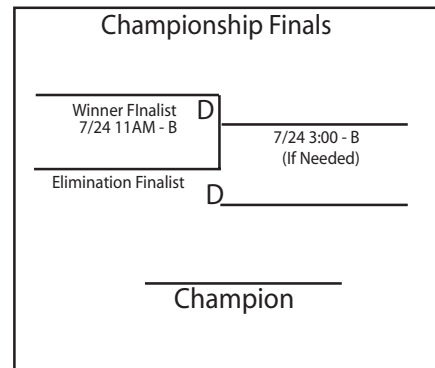 Championship Finals
Winner FInalist
D
7/24 11AM - B
7/24 3:00 - B
(If Needed)
Elimination Finalist
D
Champion